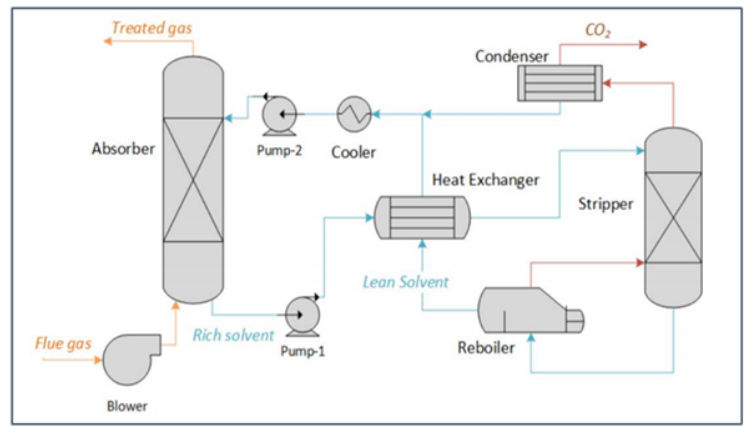 Treated gas
CO₂
Condenser
Absorber
Pump-2
Cooler
Heat Exchanger
Stripper
Lean Solvent
Flue gas
Rich solvent
Pump-1
Reboiler
Blower